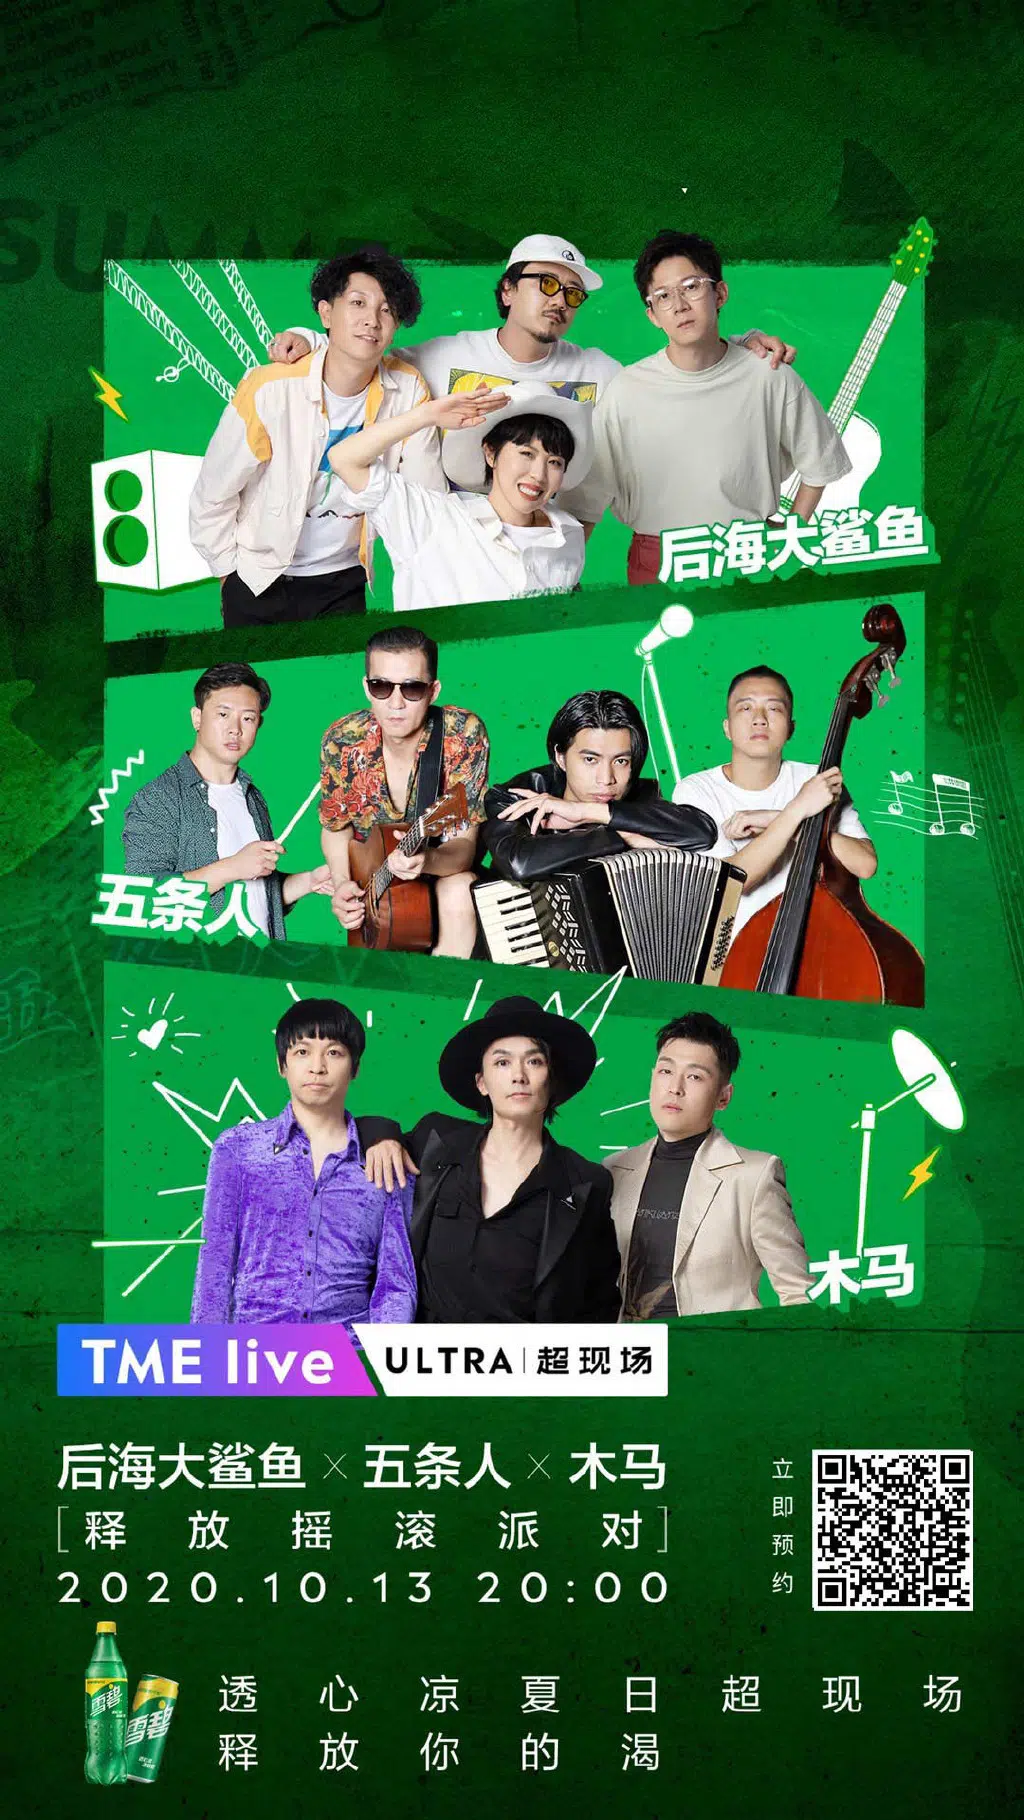 SUMM
后海大鲨鱼
五条人
木马
TME live ULTRA | 超现场
后海大鲨鱼 × 五条人 × 木马
[释放摇滚派对]
2020.10.13 20:00
立即预约
雪碧
雪碧
透心凉夏日超现场
释放你的渴